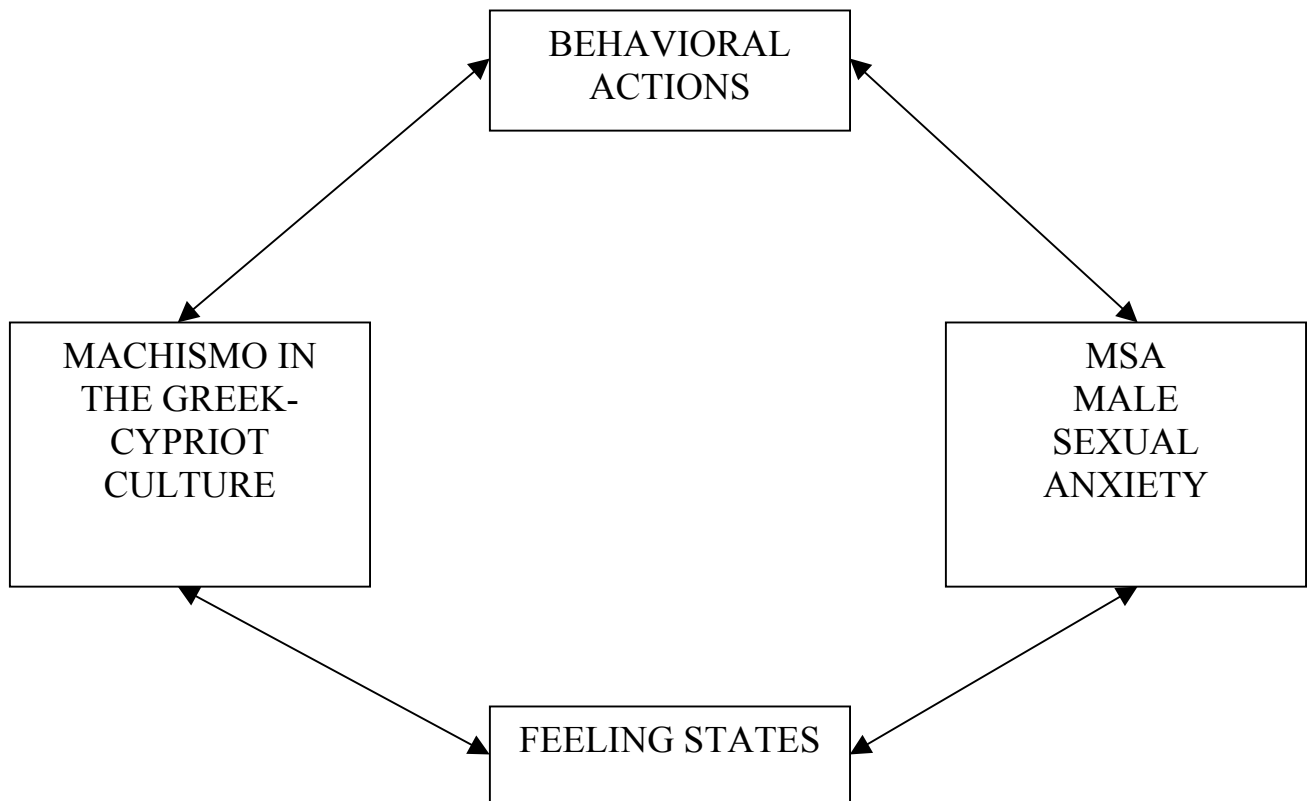 BEHAVIORAL
ACTIONS
MACHISMO IN
THE GREEK-
CYPRIOT
CULTURE
MSA
MALE
SEXUAL
ANXIETY
FEELING STATES